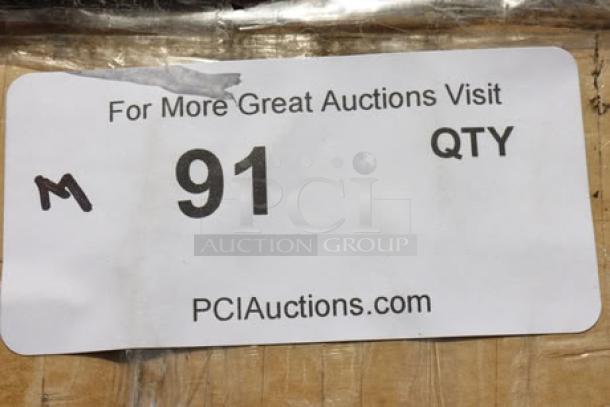 For More Great Auctions Visit
QTY
M
91
PCI
AUCTION GROUP
PCIAuctions.com